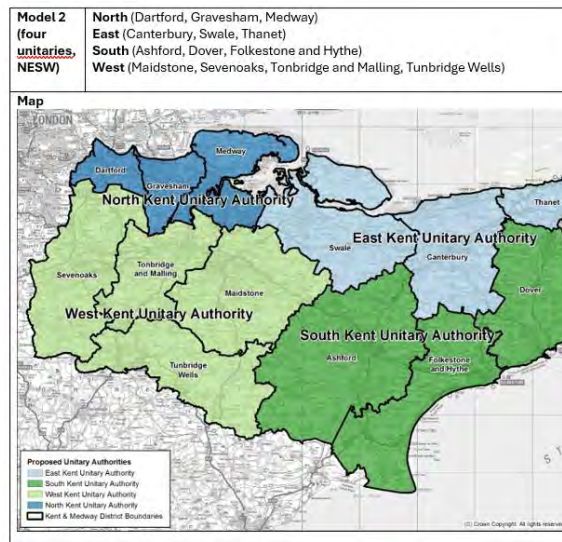 Model 2
(four
unitaries,
NESW)
North (Dartford, Gravesham, Medway)
East (Canterbury, Swale, Thanet)
South (Ashford, Dover, Folkestone and Hythe)
West (Maidstone, Sevenoaks, Tonbridge and Malling, Tunbridge Wells)
Map
LONDON
Medway
Dartford
Gravesham
North Kent Unitary Authority
Thanet
East Kent Unitary Authority
Swale
Canterbury
Sevenoaks
Tonbridge
and Malling
Maidstone
Dover
West Kent Unitary Authority
South Kent Unitary Authority
Ashford
Folkestone
and Hythe
Tunbridge
Wells
Proposed Unitary Authorities
East Kent Unitary Authority
South Kent Unitary Authority
West Kent Unitary Authority
North Kent Unitary Authority
Kent & Medway District Boundaries
(C) Crown Copyright. All rights reserve